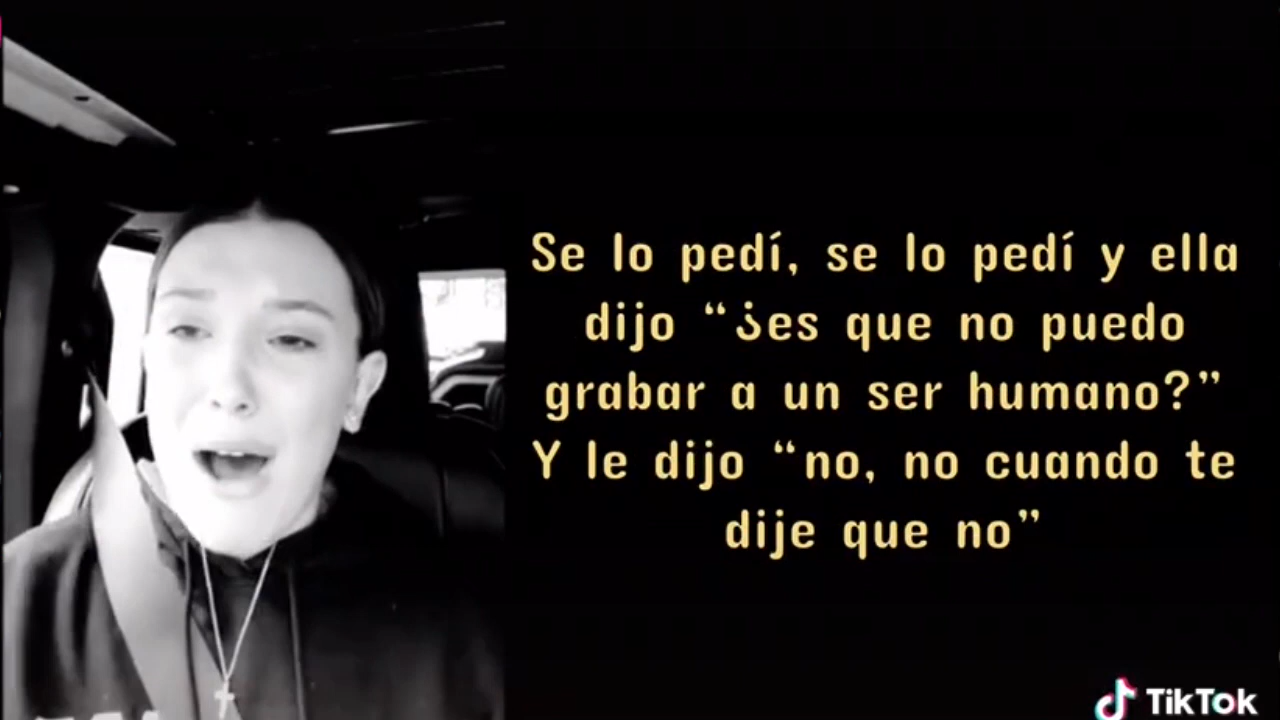 Se lo pedí, se lo pedí y ella
dijo “¿es que no puedo
grabar a un ser humano?”
Y le dijo “no, no cuando te
dije que no”
TikTok